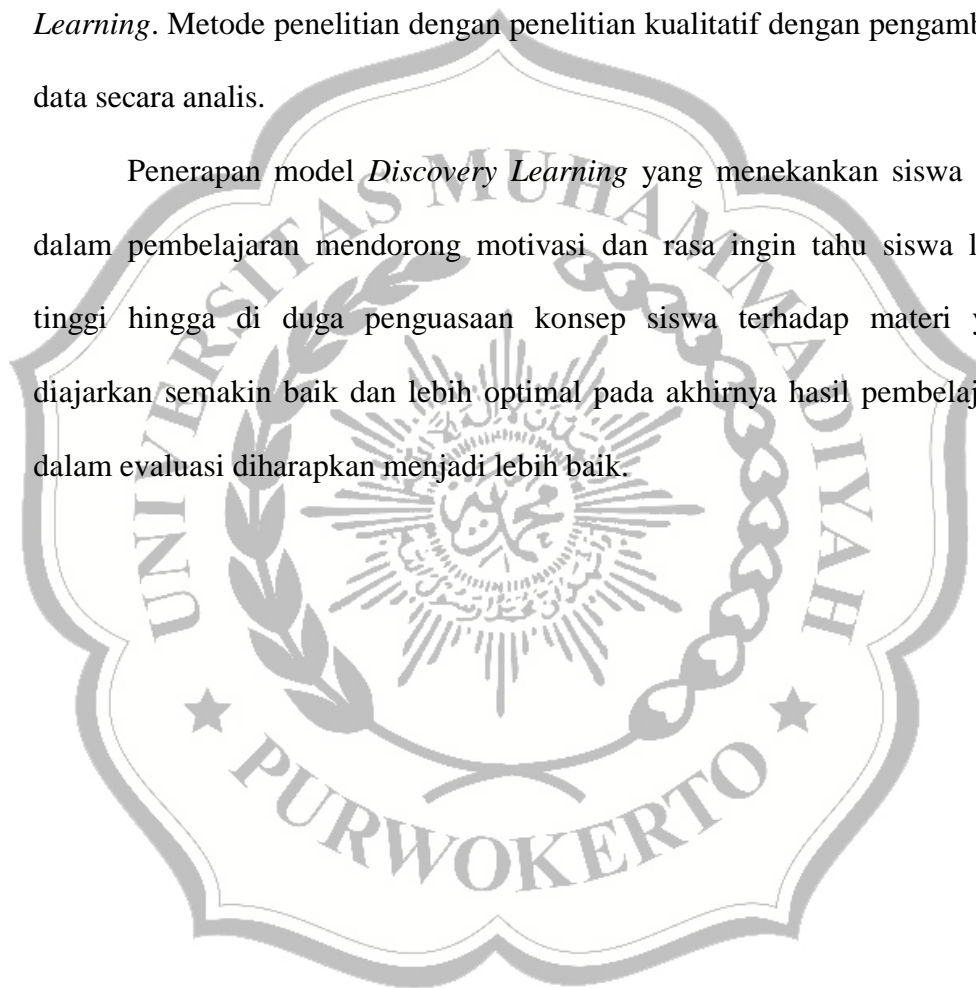 Learning. Metode penelitian dengan penelitian kualitatif dengan
data secara analis.
Penerapan model Discovery Learning yang menekankan siswa
dalam pembelajaran mendorong motivasi dan rasa ingin tahu siswa
tinggi hingga di duga penguasaan konsep siswa terhadap materi
diajarkan semakin baik dan lebih optimal pada akhirnya hasil
dalam evaluasi diharapkan menjadi lebih baik.
UNIVERSITAS MUHAMMADIYAH
PURWOKERTO